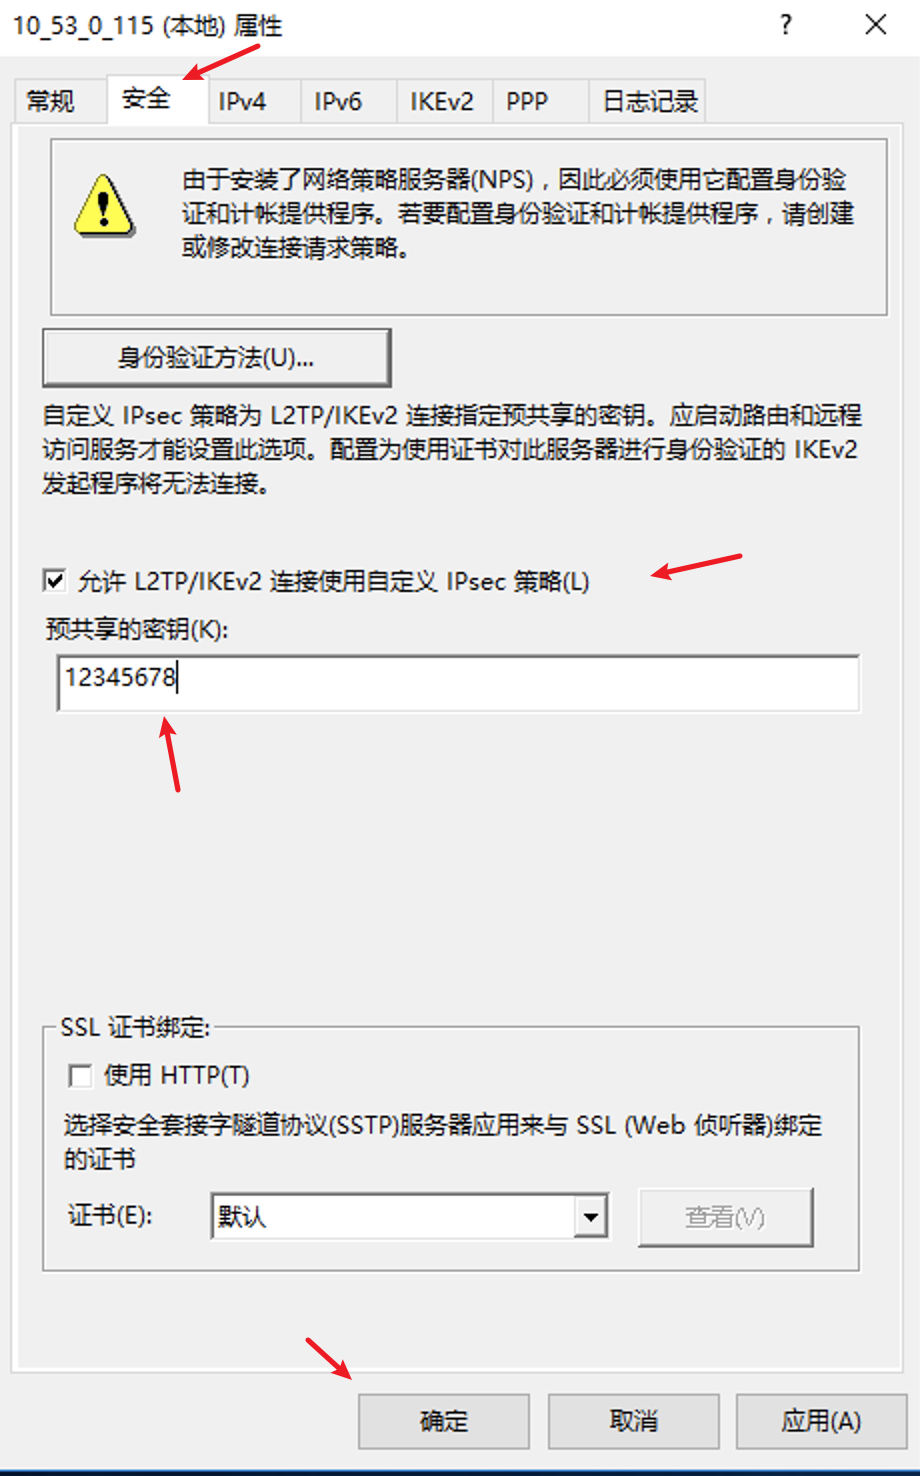 10_53_0_115 (本地) 属性
?
常规 安全 IPv4 IPv6 IKEv2 PPP 日志记录
由于安装了网络策略服务器(NPS)，因此必须使用它配置身份验
证和计帐提供程序。若要配置身份验证和计帐提供程序，请创建
或修改连接请求策略。
身份验证方法(U)...
自定义 IPsec 策略为 L2TP/IKEv2 连接指定预共享的密钥。应启动路由和远程
访问服务才能设置此选项。配置为使用证书对此服务器进行身份验证的 IKEv2
发起程序将无法连接。
允许 L2TP/IKEv2 连接使用自定义 IPsec 策略(L)
预共享的密钥(K):
12345678
SSL 证书绑定:
使用 HTTP(T)
选择安全套接字隧道协议(SSTP)服务器应用来与 SSL (Web 侦听器)绑定
的证书
证书(E): 默认 查看(V)
确定 取消 应用(A)